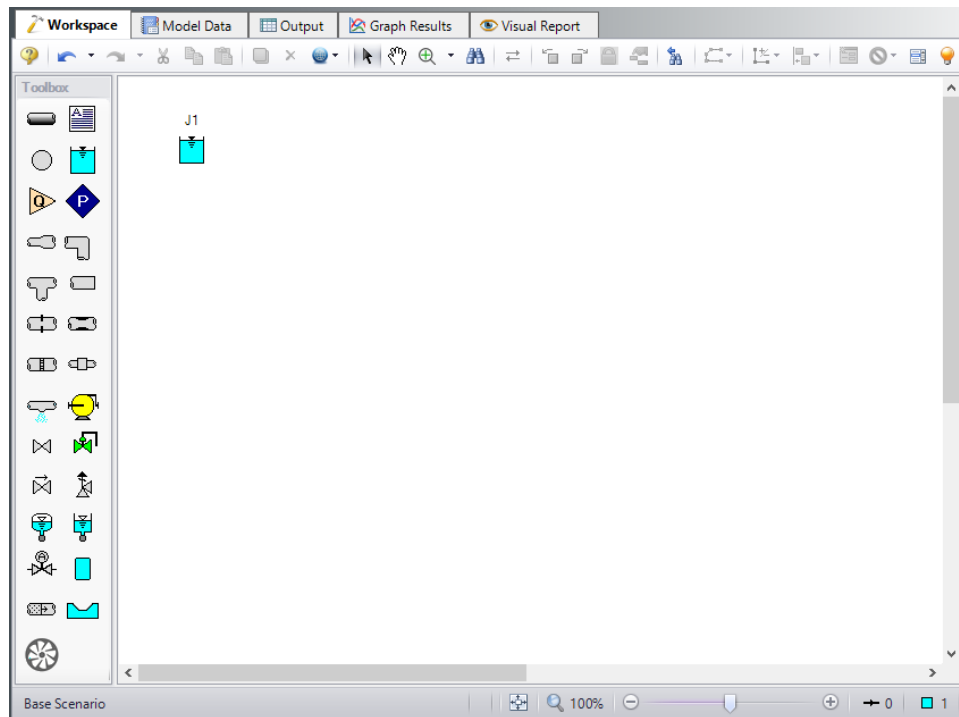 Workspace Model Data Output Graph Results Visual Report
Toolbox
A
J1
Q P
A
Base Scenario 100% 0 1